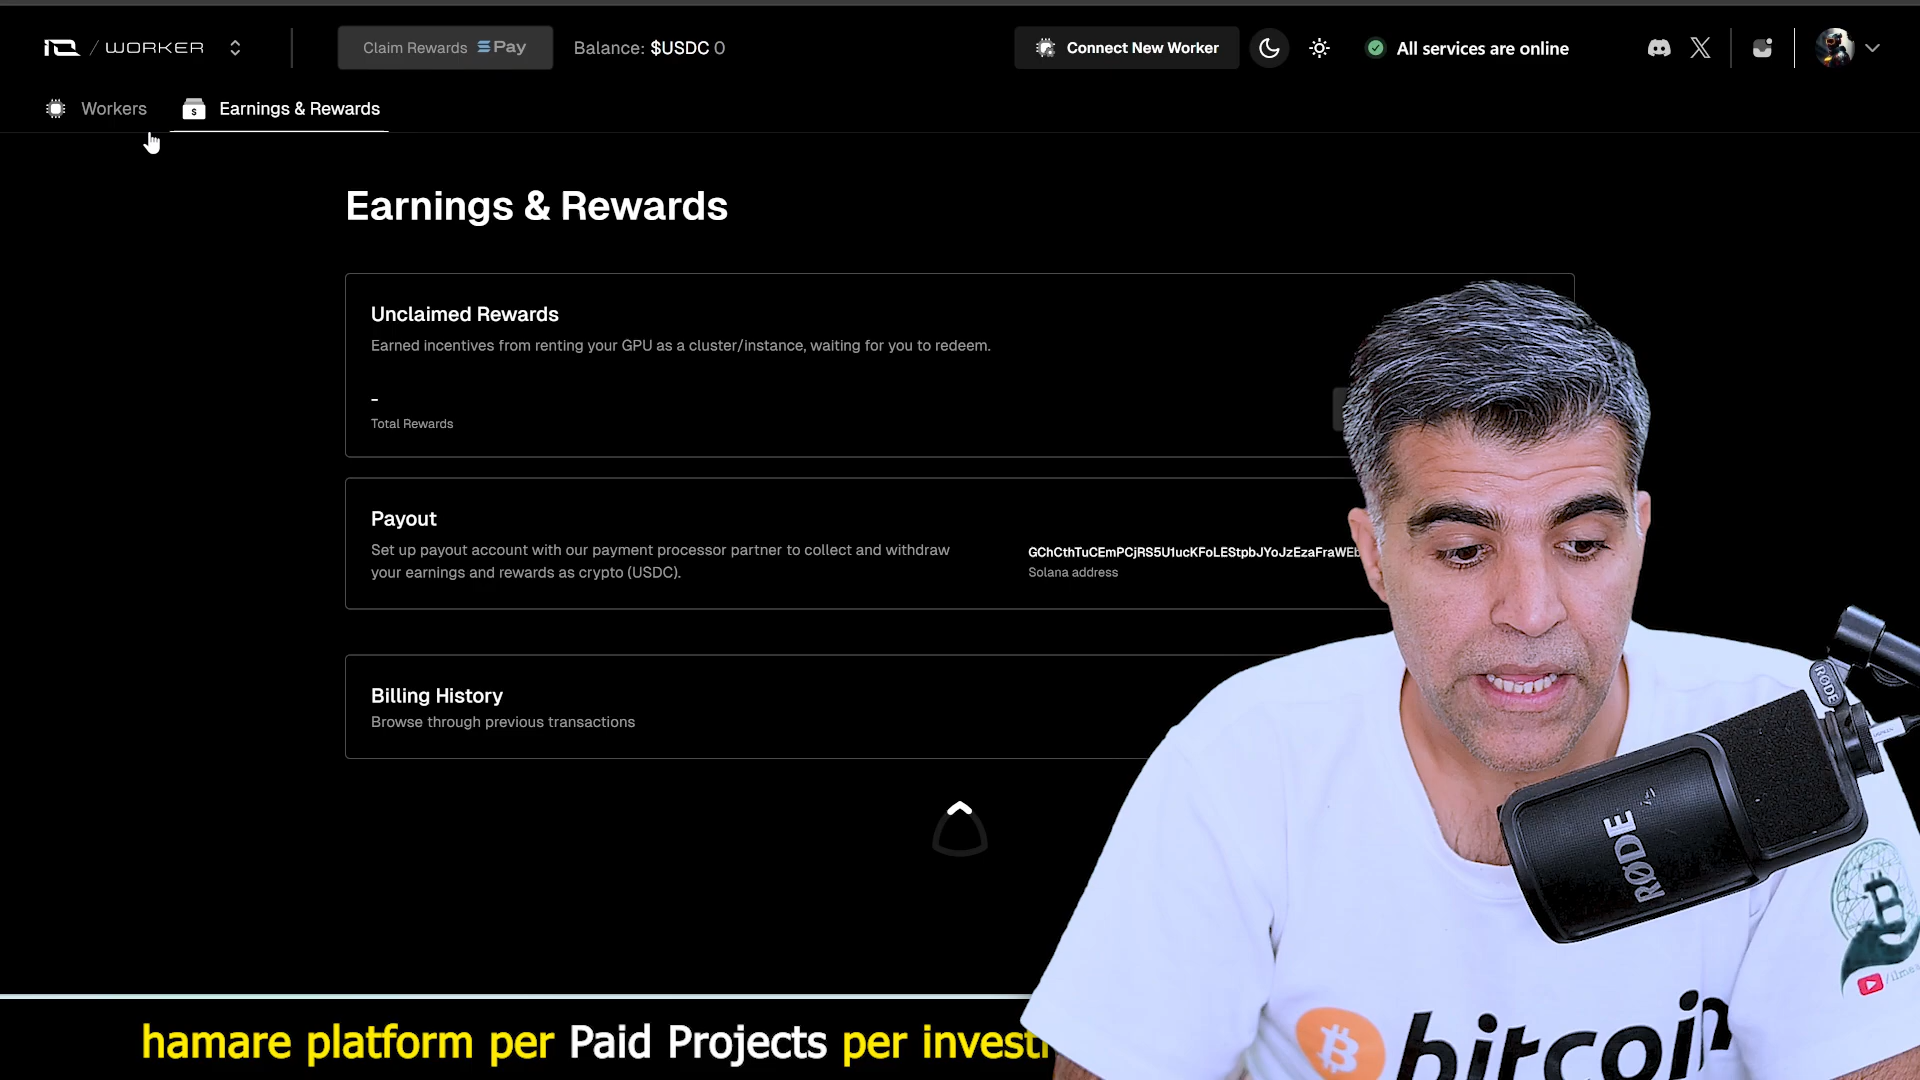 IO / WORKER
Claim Rewards Pay
Balance: $USDC 0
Connect New Worker
All services are online
Workers
Earnings & Rewards
Earnings & Rewards
Unclaimed Rewards
Earned incentives from renting your GPU as a cluster/instance, waiting for you to redeem.
-
Total Rewards
Payout
Set up payout account with our payment processor partner to collect and withdraw
your earnings and rewards as crypto (USDC).
GChCthTuCEmPCjRS5U1ucKFoLEStpbJYoJzEzaFraWEb
Solana address
Billing History
Browse through previous transactions
RØDE
RØDE
bitcoin
hamare platform per Paid Projects per